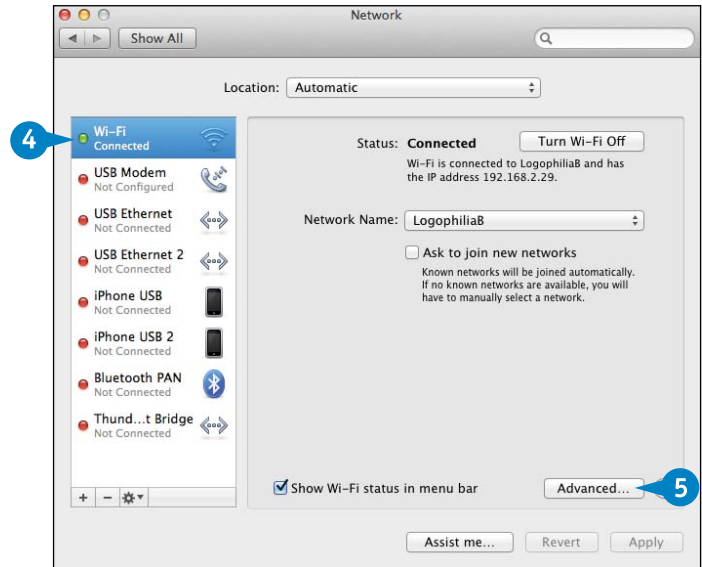 Network
Show All
Location: Automatic
4
Wi-Fi
Connected
USB Modem
Not Configured
USB Ethernet
Not Connected
USB Ethernet 2
Not Connected
iPhone USB
Not Connected
iPhone USB 2
Not Connected
Bluetooth PAN
Not Connected
Thund...t Bridge
Not Connected
+ −
Status: Connected
Turn Wi-Fi Off
Wi-Fi is connected to LogophiliaB and has
the IP address 192.168.2.29.
Network Name: LogophiliaB
Ask to join new networks
Known networks will be joined automatically.
If no known networks are available, you will
have to manually select a network.
Show Wi-Fi status in menu bar
Advanced...
5
Assist me...
Revert
Apply